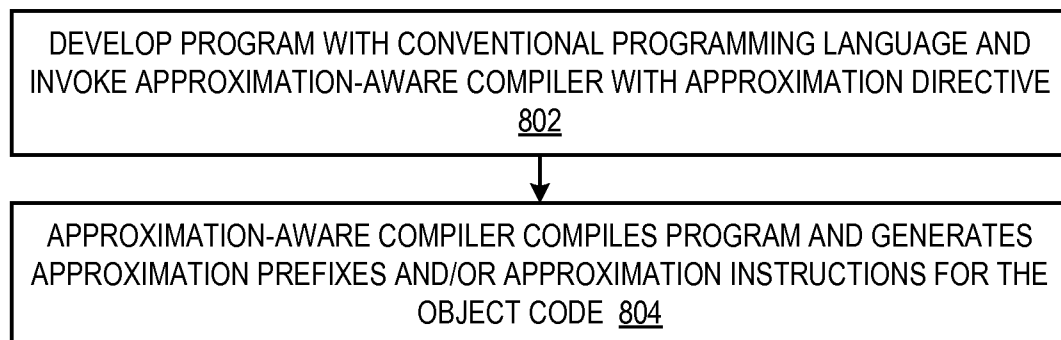 DEVELOP PROGRAM WITH CONVENTIONAL PROGRAMMING LANGUAGE AND
INVOKE APPROXIMATION-AWARE COMPILER WITH APPROXIMATION DIRECTIVE
802
APPROXIMATION-AWARE COMPILER COMPILES PROGRAM AND GENERATES
APPROXIMATION PREFIXES AND/OR APPROXIMATION INSTRUCTIONS FOR THE
OBJECT CODE 804